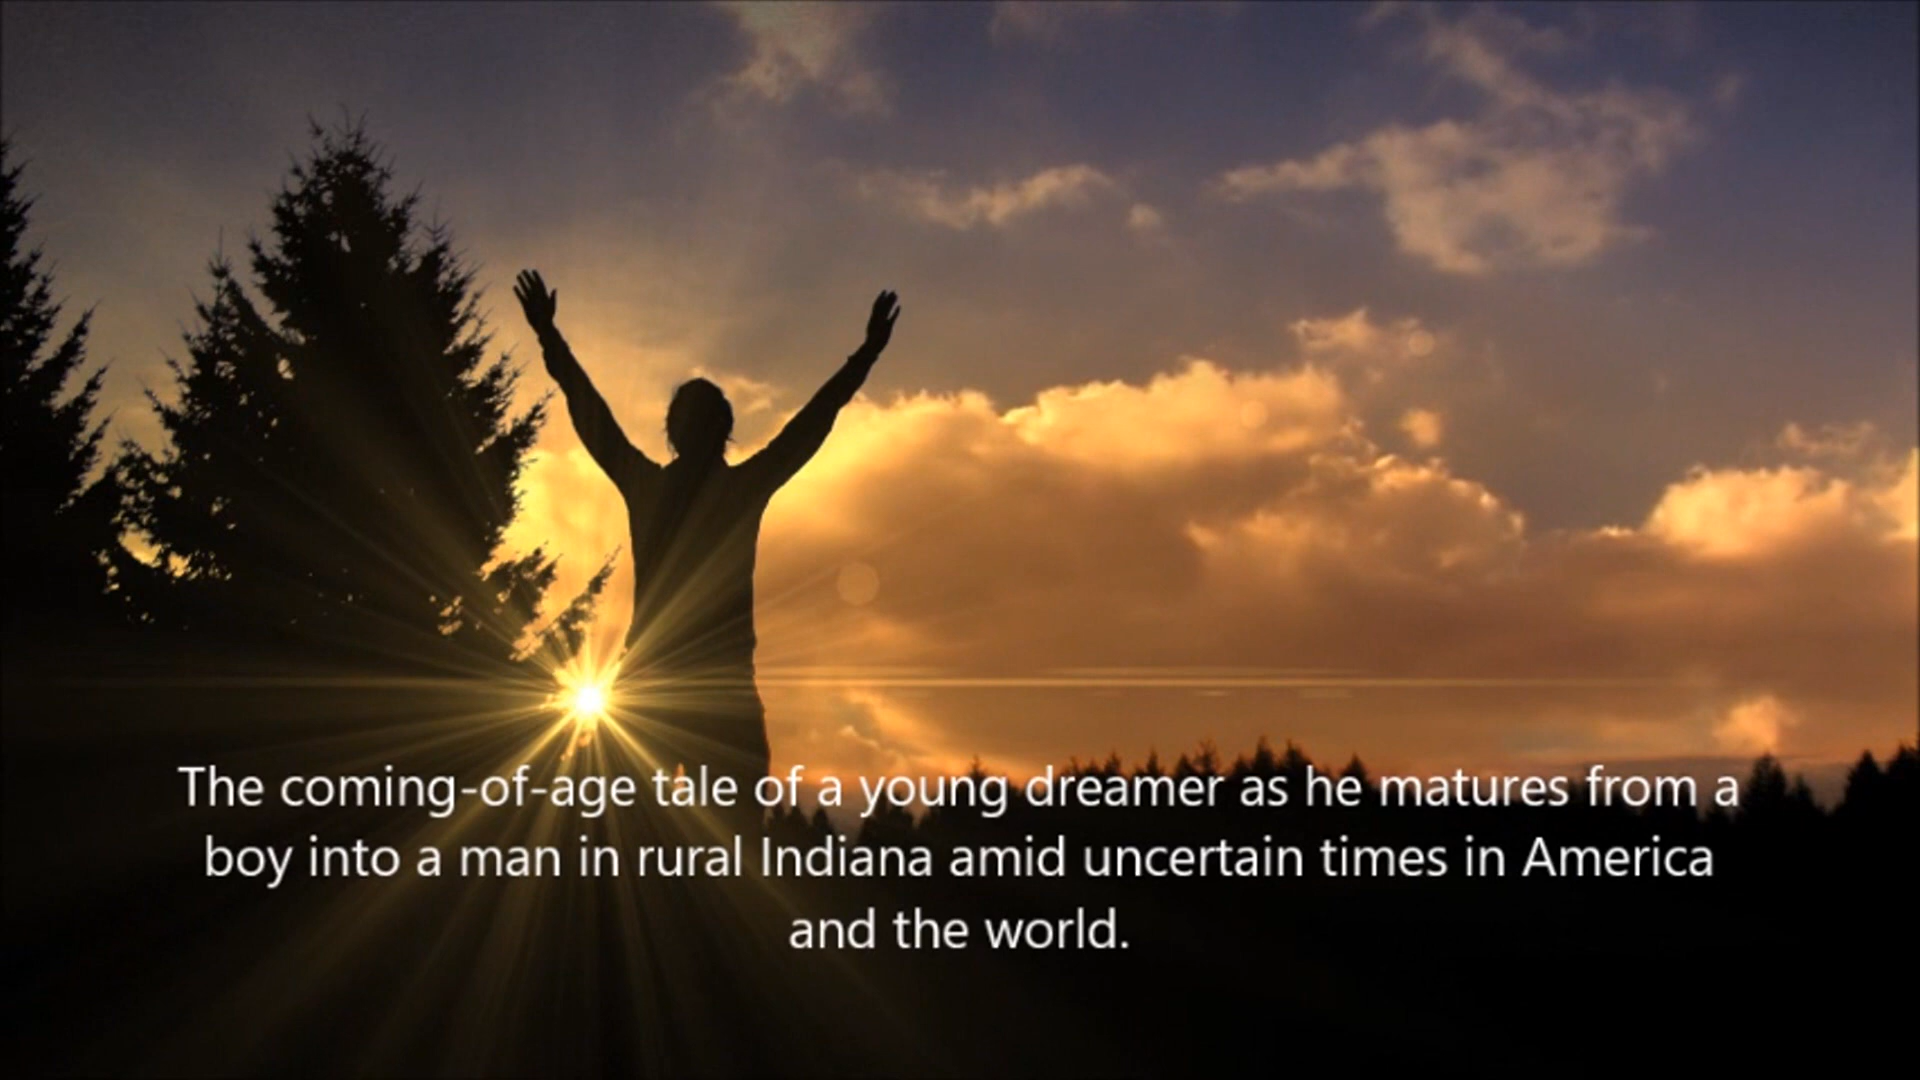 The coming-of-age tale of a young dreamer as he matures from a
boy into a man in rural Indiana amid uncertain times in America
and the world.